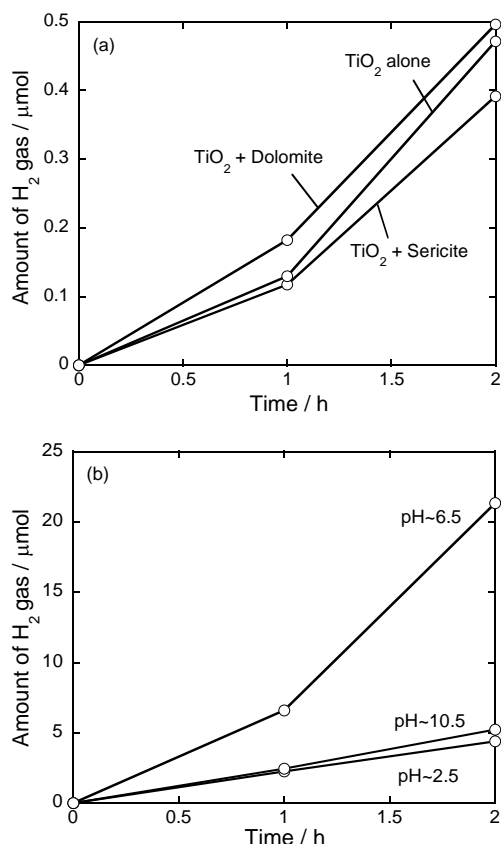 (a)
0.5
0.4
0.3
0.2
0.1
0
Amount of H2 gas / μmol
TiO2 alone
TiO2 + Dolomite
TiO2 + Sericite
0 0.5 1 1.5 2
Time / h
(b)
25
20
15
10
5
0
Amount of H2 gas / μmol
pH~6.5
pH~10.5
pH~2.5
0 0.5 1 1.5 2
Time / h